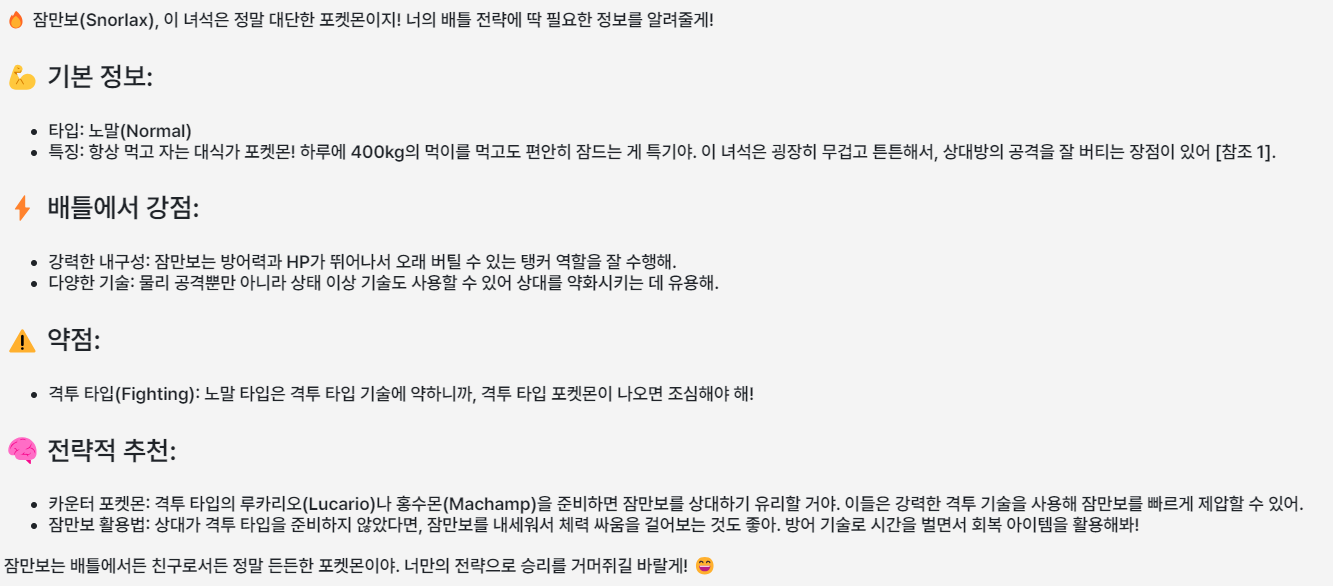 🔥 잠만보(Snorlax), 이 녀석은 정말 대단한 포켓몬이지! 너의 배틀 전략에 딱 필요한 정보를 알려줄게!
💪 기본 정보:
• 타입: 노말(Normal)
• 특징: 항상 먹고 자는 대식가 포켓몬! 하루에 400kg의 먹이를 먹고도 편안히 잠드는 게 특기야. 이 녀석은 굉장히 무겁고 튼튼해서, 상대방의 공격을 잘 버티는 장점이 있어 [참조 1].
⚡ 배틀에서 강점:
• 강력한 내구성: 잠만보는 방어력과 HP가 뛰어나서 오래 버틸 수 있는 탱커 역할을 잘 수행해.
• 다양한 기술: 물리 공격뿐만 아니라 상태 이상 기술도 사용할 수 있어 상대를 약화시키는 데 유용해.
⚠️ 약점:
• 격투 타입(Fighting): 노말 타입은 격투 타입 기술에 약하니까, 격투 타입 포켓몬이 나오면 조심해야 해!
🧠 전략적 추천:
• 카운터 포켓몬: 격투 타입의 루카리오(Lucario)나 홍수몬(Machamp)을 준비하면 잠만보를 상대하기 유리할 거야. 이들은 강력한 격투 기술을 사용해 잠만보를 빠르게 제압할 수 있어.
• 잠만보 활용법: 상대가 격투 타입을 준비하지 않았다면, 잠만보를 내세워서 체력 싸움을 걸어보는 것도 좋아. 방어 기술로 시간을 벌면서 회복 아이템을 활용해봐!
잠만보는 배틀에서든 친구로서든 정말 든든한 포켓몬이야. 너만의 전략으로 승리를 거머쥐길 바랄게! 😄